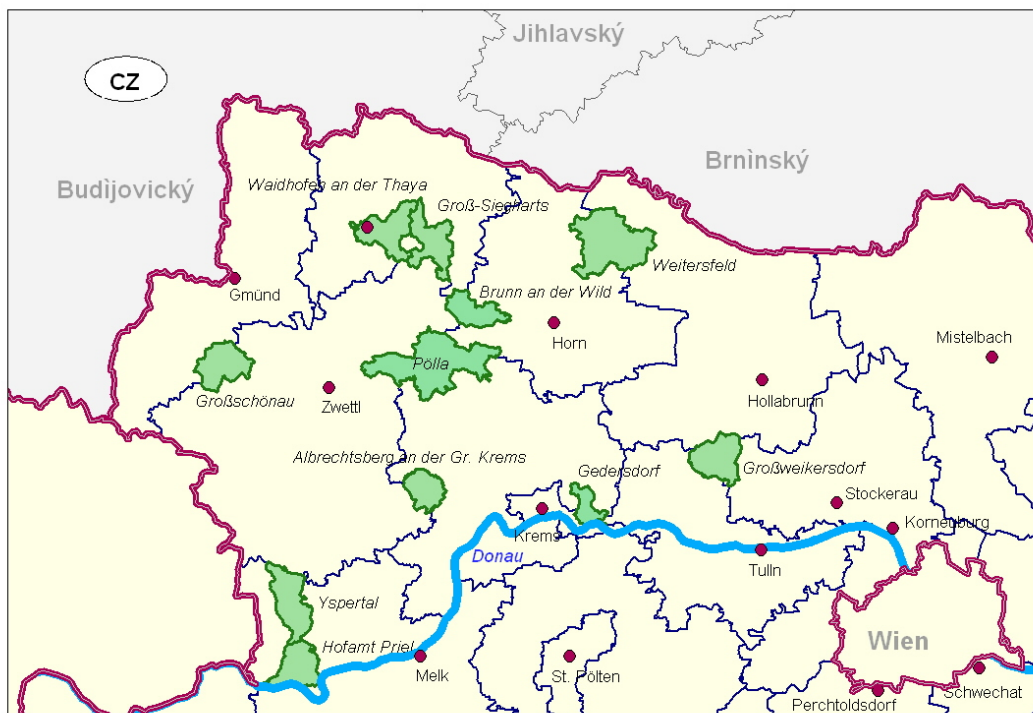 Jihlavský
CZ
Brnìnský
Budìjovický
Waidhofen an der Thaya
Groß-Siegharts
Weitersfeld
Gmünd
Brunn an der Wild
Horn
Mistelbach
Pölla
Großschönau
Zwettl
Hollabrunn
Albrechtsberg an der Gr. Krems
Gedersdorf
Großweikersdorf
Stockerau
Korneuburg
Krems
Donau
Tulln
Yspertal
Hofamt Priel
Wien
Melk
St. Pölten
Schwechat
Perchtoldsdorf